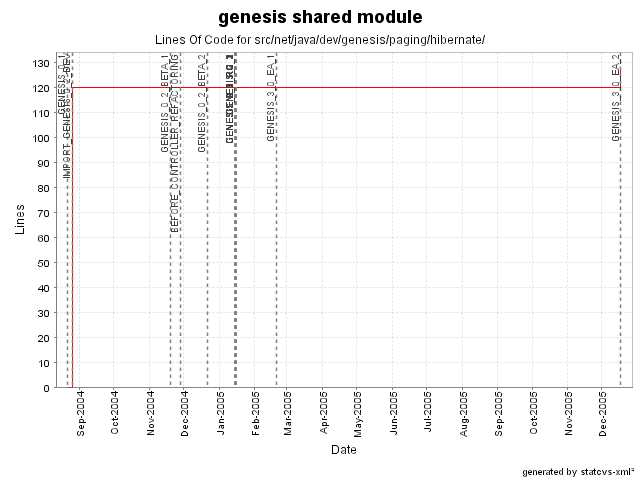 genesis shared module
Lines Of Code for src/net/java/dev/genesis/paging/hibernate/
GENESIS_0_1
IMPORT_GENESIS_0_2_DEV
GENESIS_0_2_BETA_1
BEFORE_CONTROLLER_REFACTORING
GENESIS_0_2_BETA_2
GENESIS_3_0_EA_1
GENESIS_3_0_EA_2
Lines
130
120
110
100
90
80
70
60
50
40
30
20
10
0
Sep-2004
Oct-2004
Nov-2004
Dec-2004
Jan-2005
Feb-2005
Mar-2005
Apr-2005
May-2005
Jun-2005
Jul-2005
Aug-2005
Sep-2005
Oct-2005
Nov-2005
Dec-2005
Date
generated by statcvs-xml²